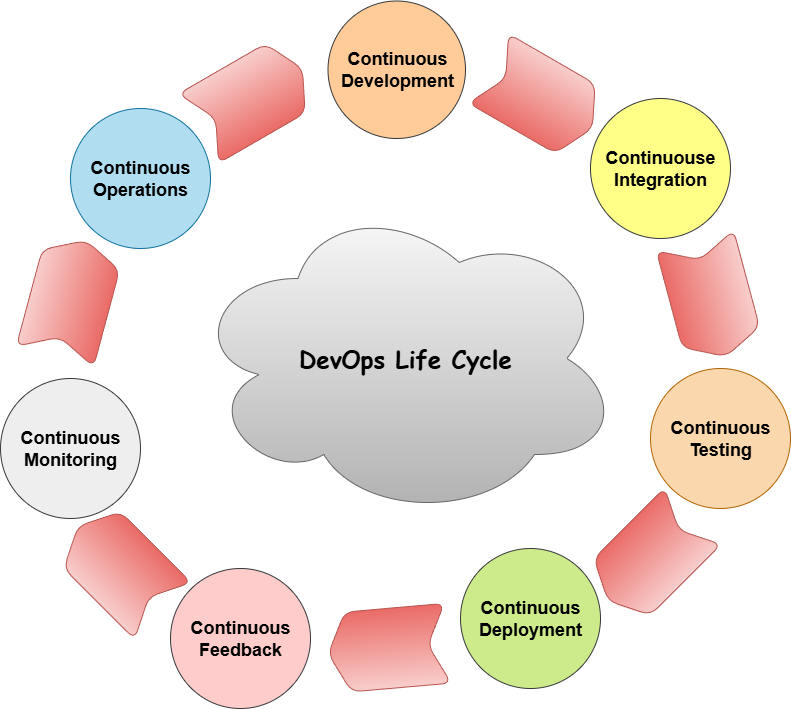 Continuous
Development
Continuouse
Integration
Continuous
Testing
Continuous
Deployment
Continuous
Feedback
Continuous
Monitoring
Continuous
Operations
DevOps Life Cycle